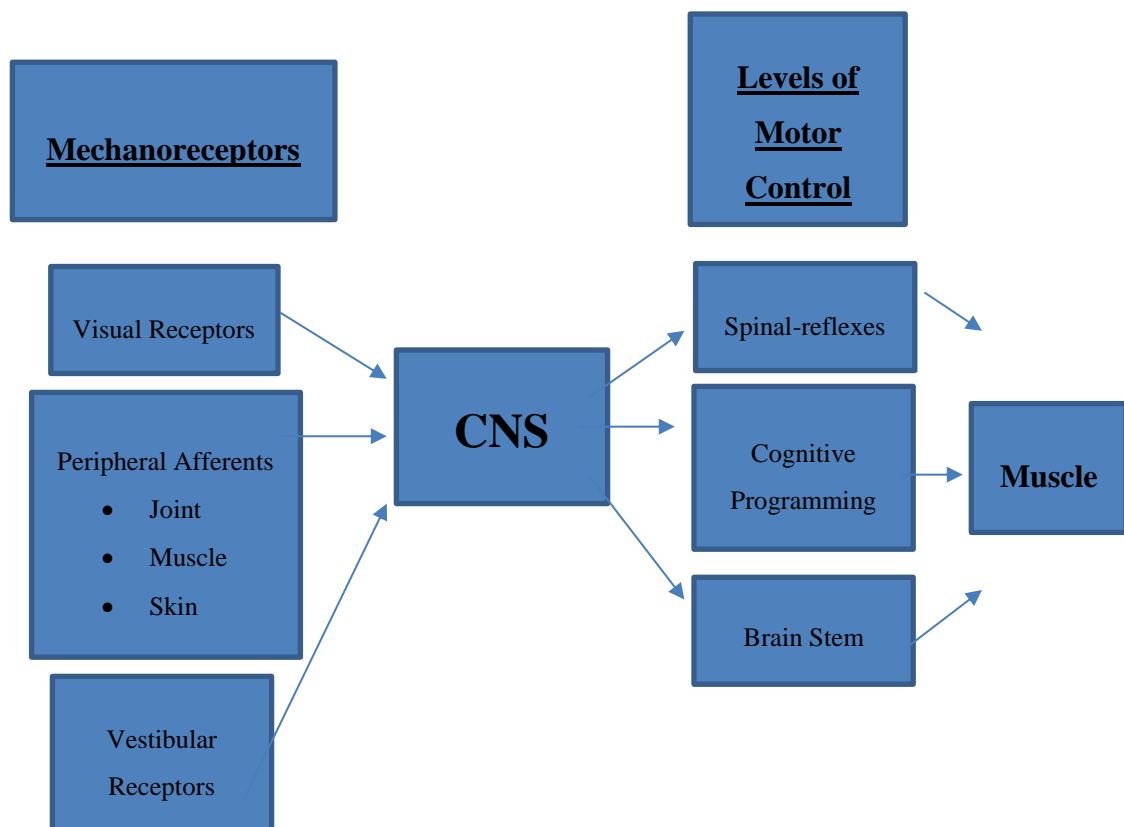 Mechanoreceptors
Levels of
Motor
Control
Visual Receptors
Peripheral Afferents
• Joint
• Muscle
• Skin
Vestibular
Receptors
CNS
Spinal-reflexes
Cognitive
Programming
Brain Stem
Muscle